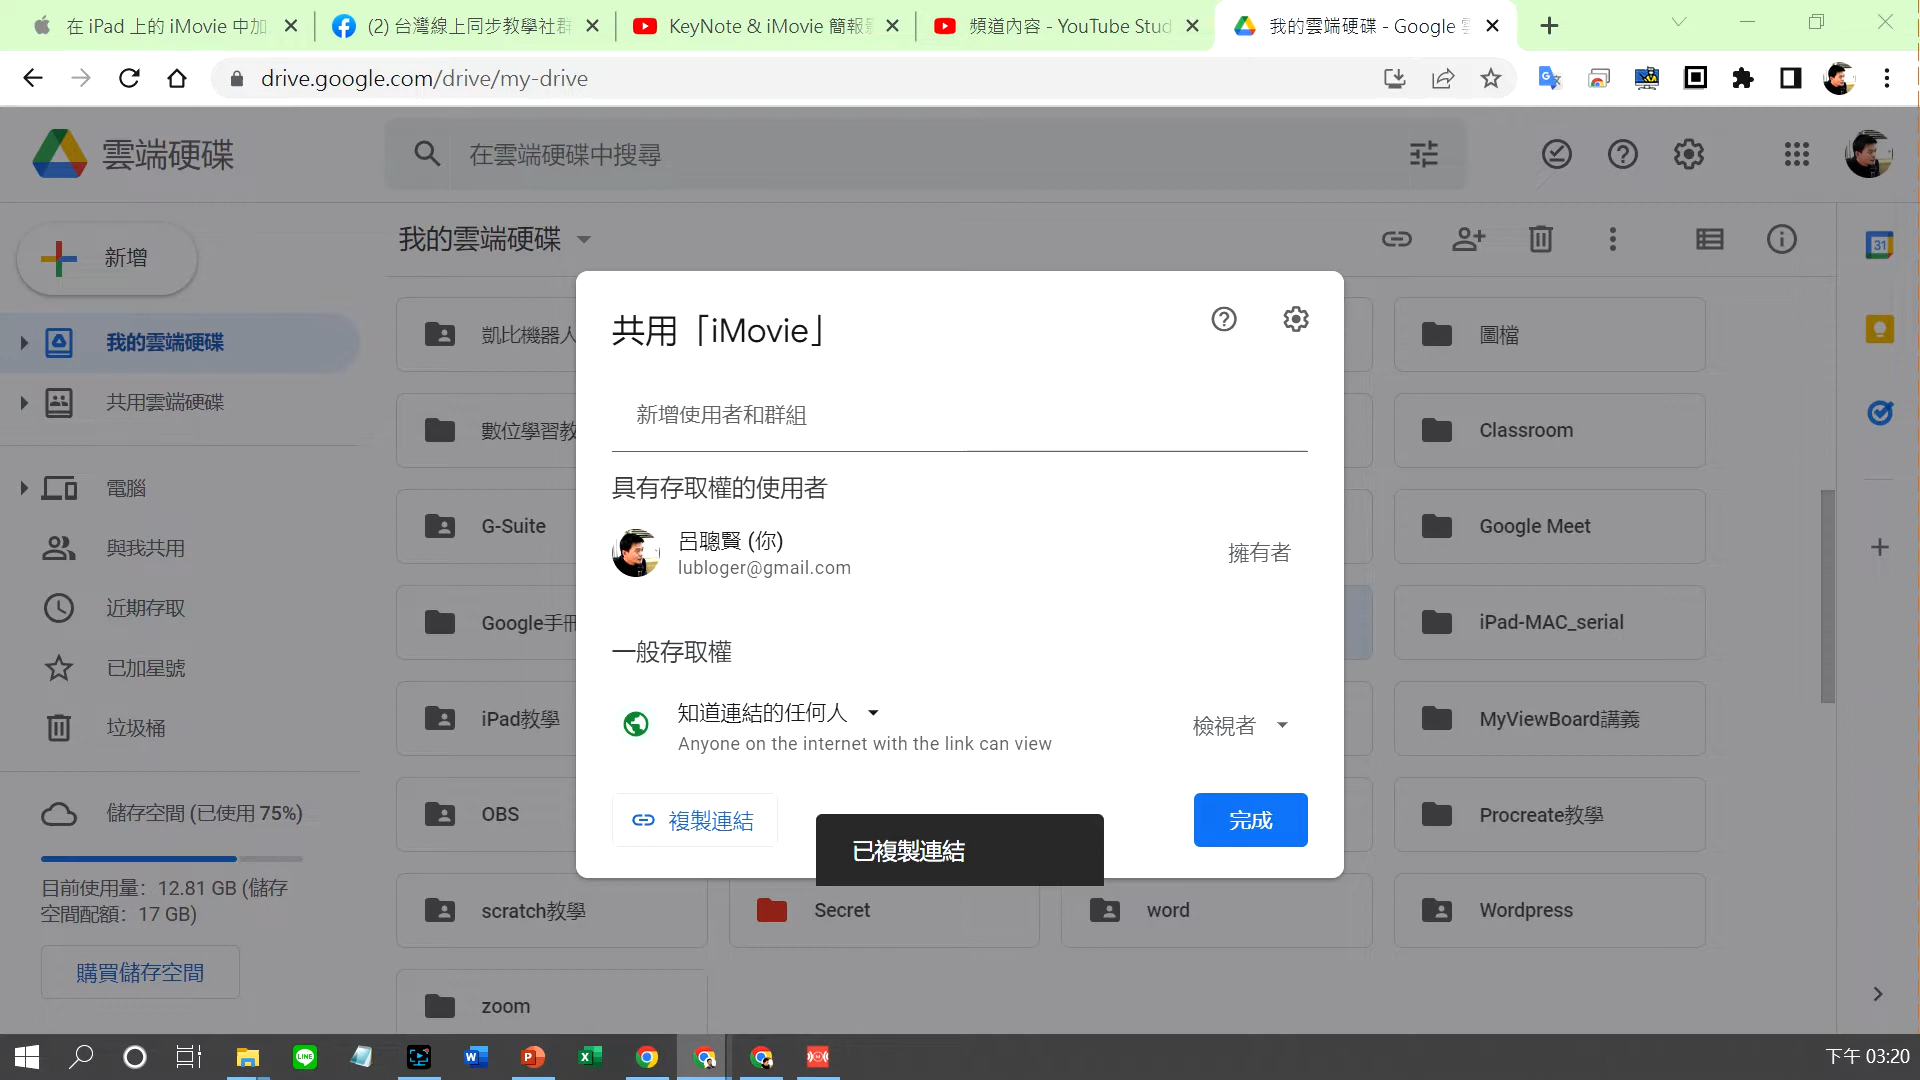 在 iPad 上的 iMovie 中加
(2) 台灣線上同步教學社群
KeyNote & iMovie 簡報
頻道內容 - YouTube Stud
我的雲端硬碟 - Google
drive.google.com/drive/my-drive
雲端硬碟
在雲端硬碟中搜尋
新增
我的雲端硬碟
共用雲端硬碟
電腦
與我共用
近期存取
已加星號
垃圾桶
儲存空間 (已使用 75%)
目前使用量：12.81 GB (儲存
空間配額：17 GB)
購買儲存空間
我的雲端硬碟
凱比機器人
圖檔
數位學習教
Classroom
G-Suite
Google Meet
Google手冊
iPad-MAC_serial
iPad教學
MyViewBoard講義
OBS
Procreate教學
scratch教學
Secret
word
Wordpress
zoom
共用「iMovie」
新增使用者和群組
具有存取權的使用者
呂聰賢 (你)
lubloger@gmail.com
擁有者
一般存取權
知道連結的任何人
Anyone on the internet with the link can view
檢視者
複製連結
完成
已複製連結
31
LINE
下午 03:20